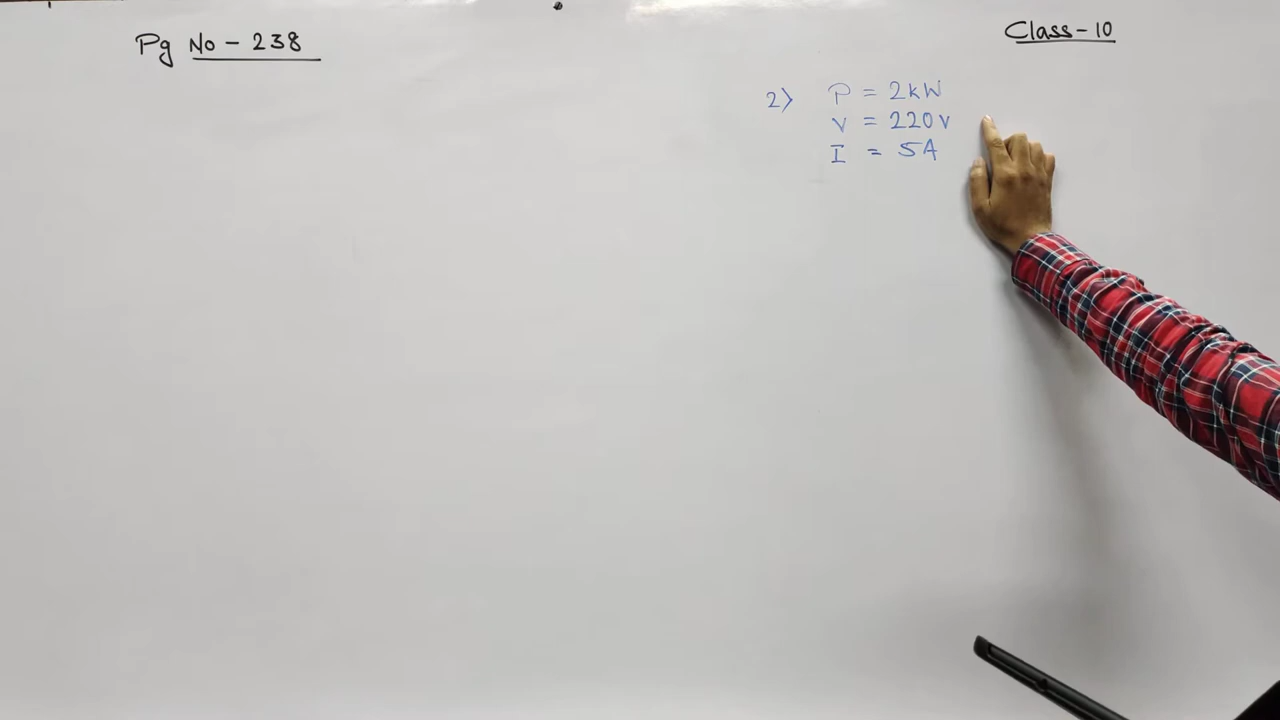 Pg No - 238
Class-10
2) P = 2kW
V = 220V
I = 5A